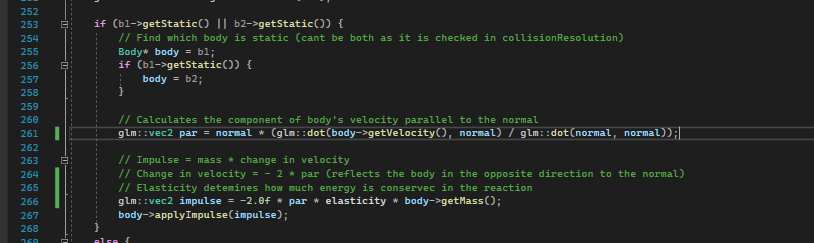 252
253 if (b1->getStatic() || b2->getStatic()) {
254 // Find which body is static (cant be both as it is checked in collisionResolution)
255 Body* body = b1;
256 if (b1->getStatic()) {
257 body = b2;
258 }
259
260 // Calculates the component of body's velocity parallel to the normal
261 glm::vec2 par = normal * (glm::dot(body->getVelocity(), normal) / glm::dot(normal, normal));
262
263 // Impulse = mass * change in velocity
264 // Change in velocity = - 2 * par (reflects the body in the opposite direction to the normal)
265 // Elasticity detemines how much energy is conservec in the reaction
266 glm::vec2 impulse = -2.0f * par * elasticity * body->getMass();
267 body->applyImpulse(impulse);
268 }
269 else {